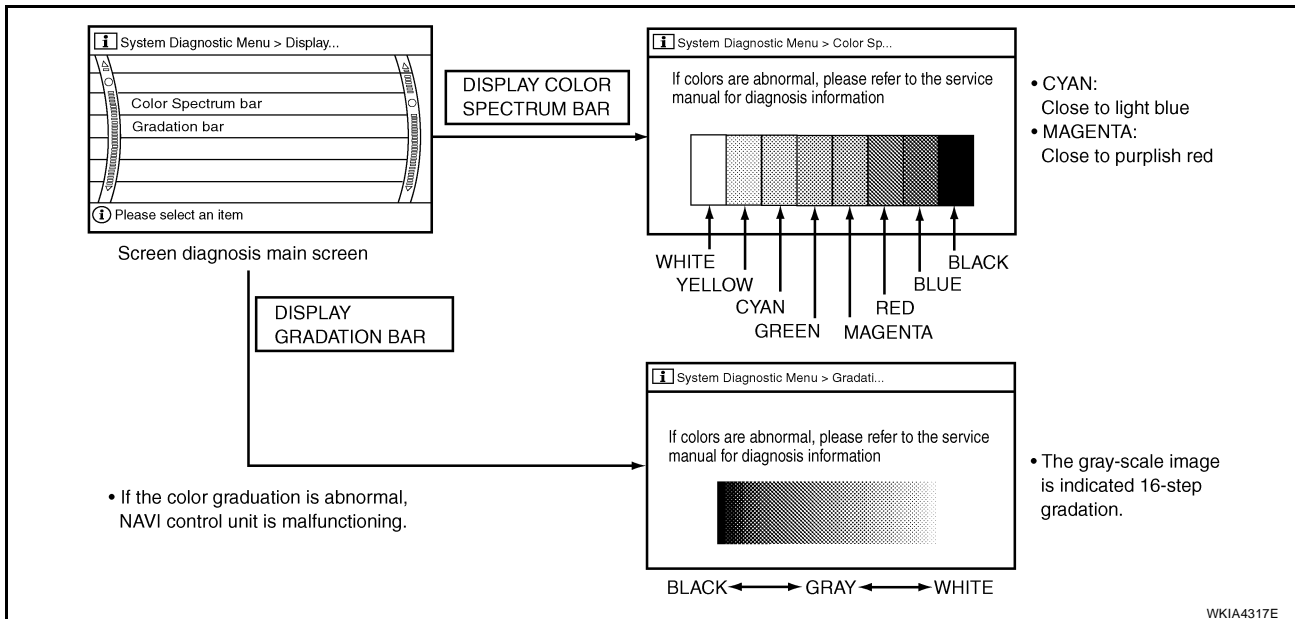 i System Diagnostic Menu > Display...
Color Spectrum bar
Gradation bar
i Please select an item
Screen diagnosis main screen
DISPLAY COLOR
SPECTRUM BAR
i System Diagnostic Menu > Color Sp...
If colors are abnormal, please refer to the service
manual for diagnosis information
WHITE
YELLOW
CYAN
GREEN
MAGENTA
RED
BLUE
BLACK
• CYAN:
Close to light blue
• MAGENTA:
Close to purplish red
DISPLAY
GRADATION BAR
• If the color graduation is abnormal,
NAVI control unit is malfunctioning.
i System Diagnostic Menu > Gradati...
If colors are abnormal, please refer to the service
manual for diagnosis information
BLACK GRAY WHITE
• The gray-scale image
is indicated 16-step
gradation.
WKIA4317E